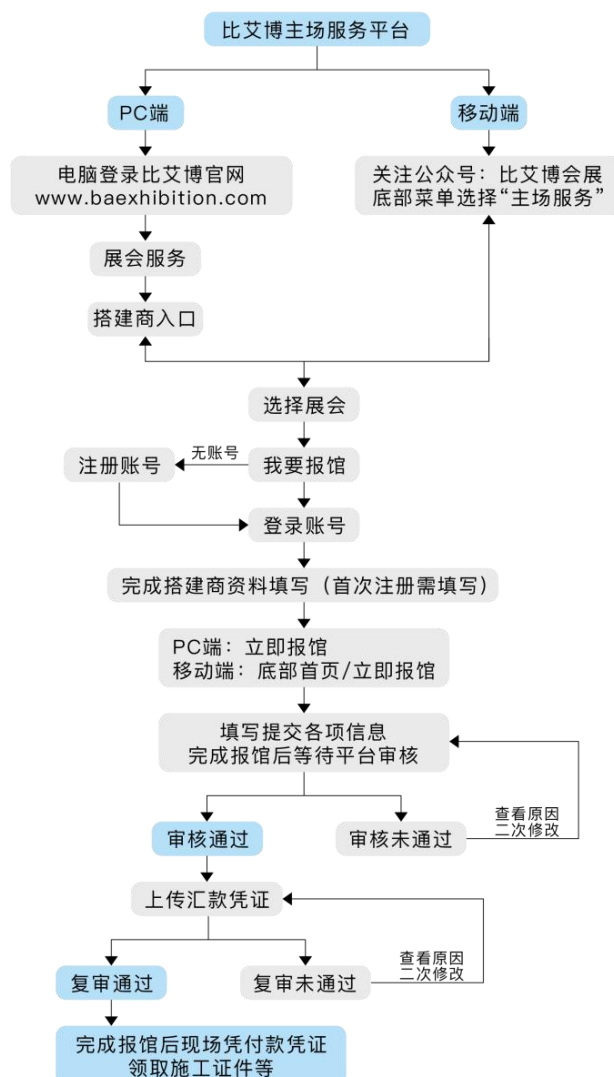 比艾博主场服务平台
PC端
移动端
电脑登录比艾博官网
www.baexhibition.com
关注公众号：比艾博会展
底部菜单选择“主场服务”
展会服务
搭建商入口
选择展会
注册账号
无账号
我要报馆
登录账号
完成搭建商资料填写（首次注册需填写）
PC端：立即报馆
移动端：底部首页/立即报馆
填写提交各项信息
完成报馆后等待平台审核
审核通过
审核未通过
查看原因
二次修改
上传汇款凭证
复审通过
复审未通过
查看原因
二次修改
完成报馆后现场凭付款凭证
领取施工证件等